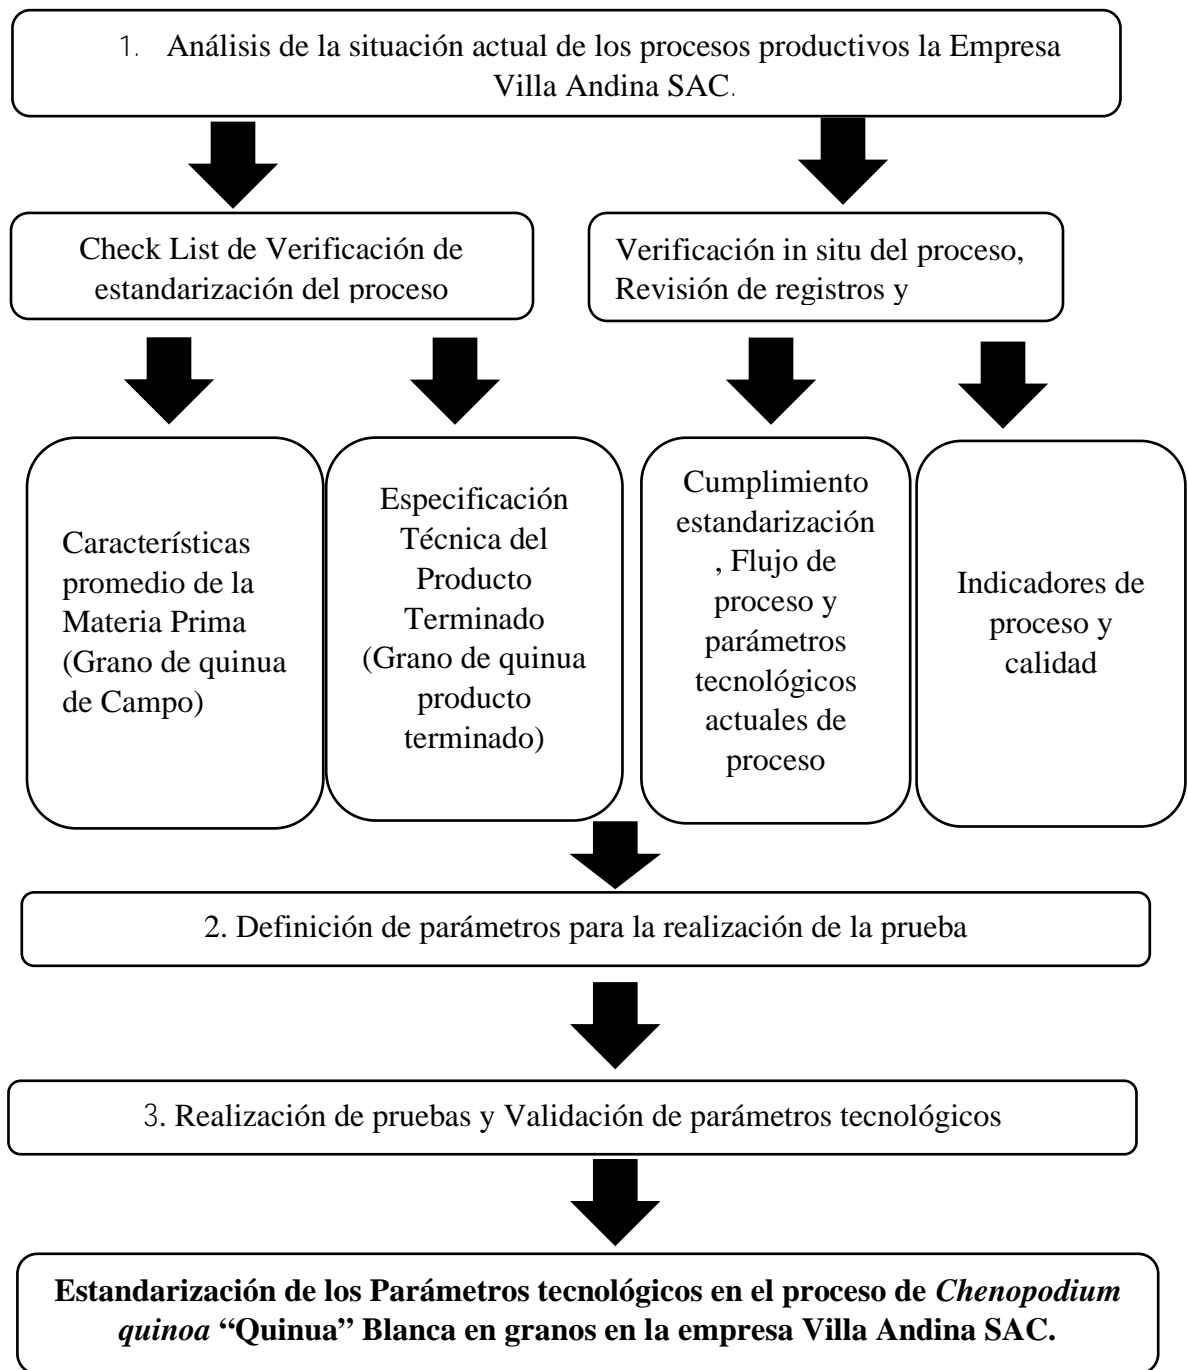 1. Análisis de la situación actual de los procesos productivos la Empresa
Villa Andina SAC.
Check List de Verificación de
estandarización del proceso
Verificación in situ del proceso,
Revisión de registros y
Características
promedio de la
Materia Prima
(Grano de quinua
de Campo)
Especificación
Técnica del
Producto
Terminado
(Grano de quinua
producto
terminado)
Cumplimiento
estandarización
, Flujo de
proceso y
parámetros
tecnológicos
actuales de
proceso
Indicadores de
proceso y
calidad
2. Definición de parámetros para la realización de la prueba
3. Realización de pruebas y Validación de parámetros tecnológicos
Estandarización de los Parámetros tecnológicos en el proceso de Chenopodium
quinoa “Quinua” Blanca en granos en la empresa Villa Andina SAC.